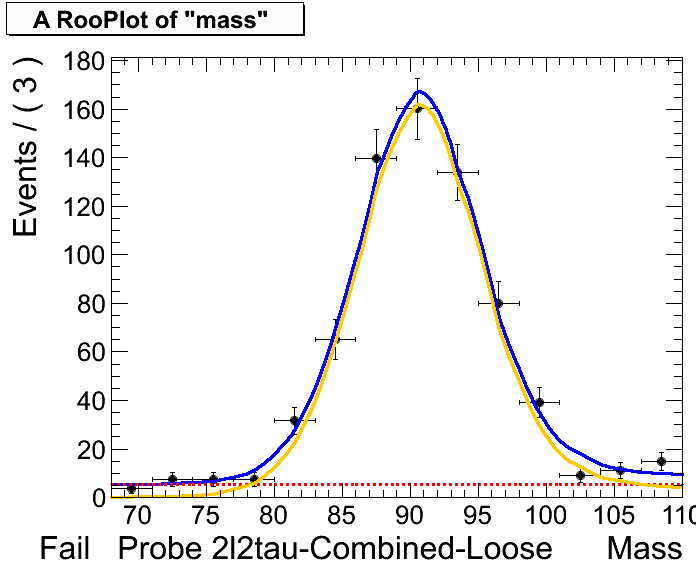 A RooPlot of "mass"
Events / ( 3 )
180
160
140
120
100
80
60
40
20
0
70 75 80 85 90 95 100 105 110
Fail Probe 2l2tau-Combined-Loose Mass